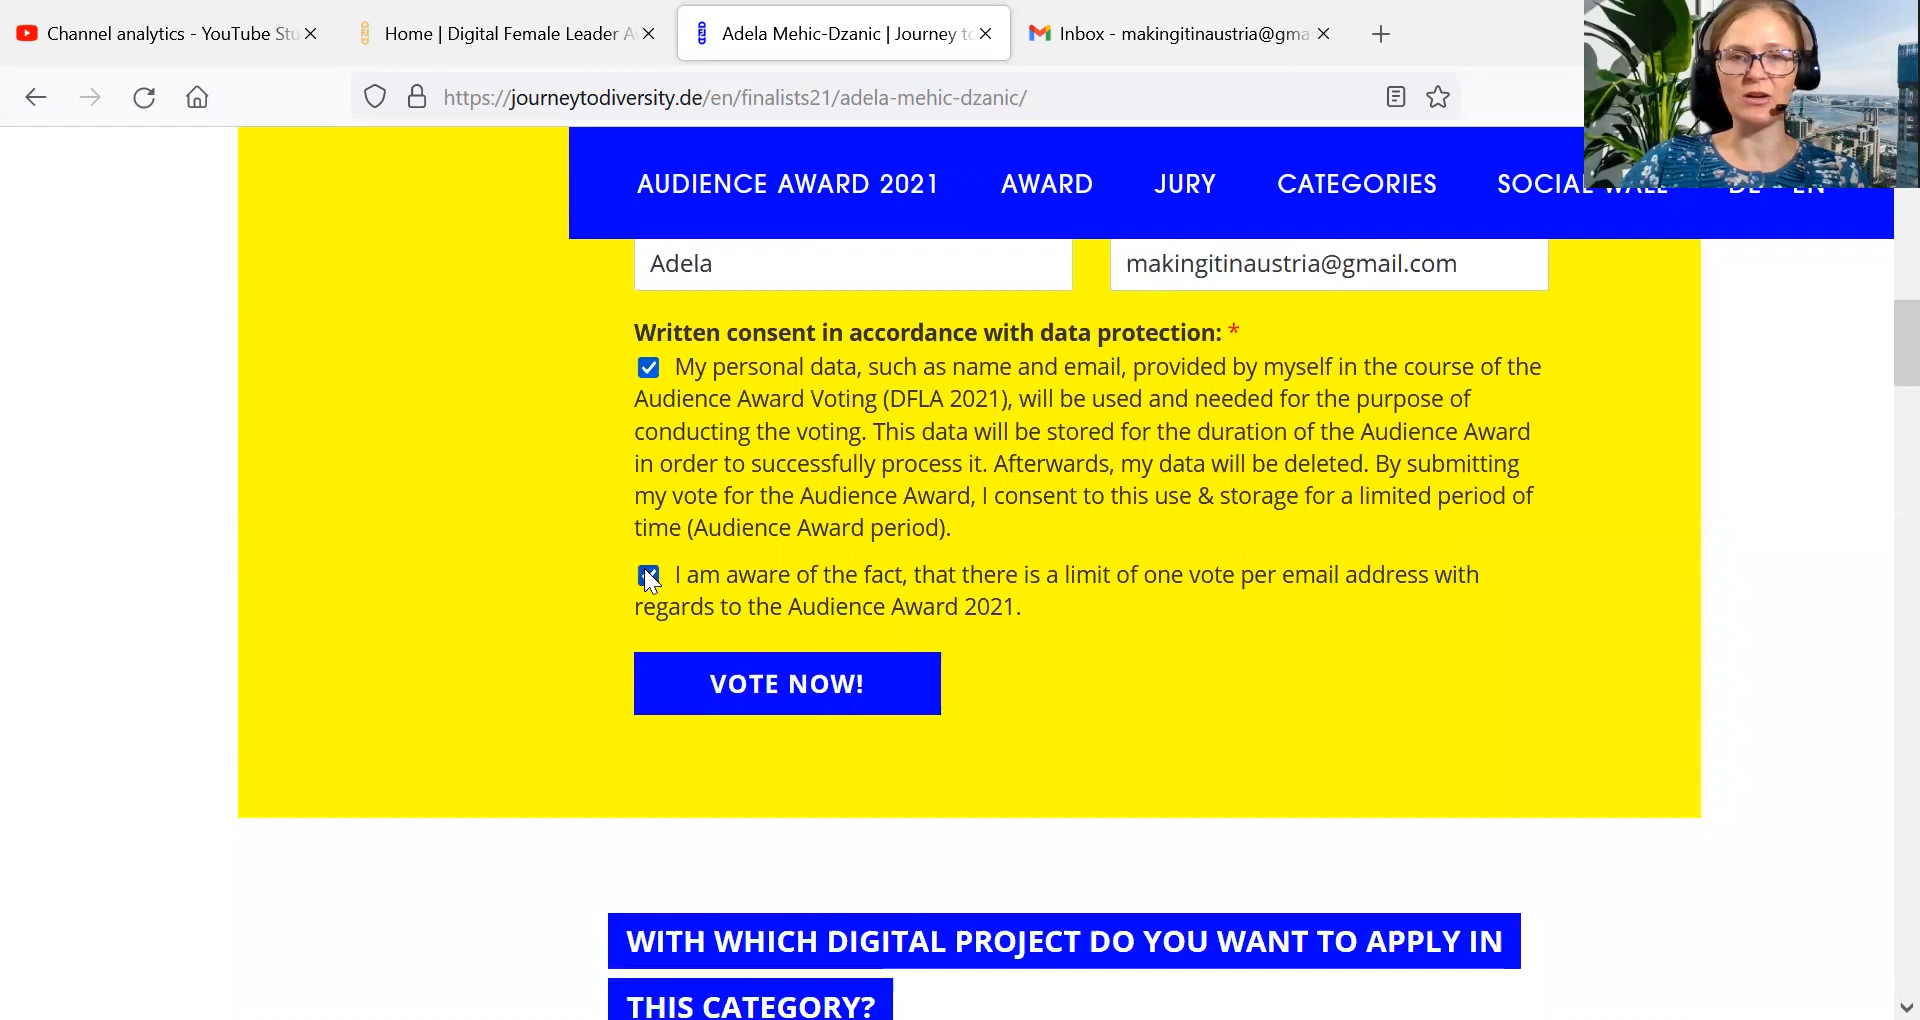 Channel analytics - YouTube Stu
Home | Digital Female Leader A
Adela Mehic-Dzanic | Journey to
Inbox - makingitinaustria@gmai
https://journeytodiversity.de/en/finalists21/adela-mehic-dzanic/
AUDIENCE AWARD 2021 AWARD JURY CATEGORIES SOCIAL WALL DE EN
Adela
makingitinaustria@gmail.com
Written consent in accordance with data protection: *
My personal data, such as name and email, provided by myself in the course of the
Audience Award Voting (DFLA 2021), will be used and needed for the purpose of
conducting the voting. This data will be stored for the duration of the Audience Award
in order to successfully process it. Afterwards, my data will be deleted. By submitting
my vote for the Audience Award, I consent to this use & storage for a limited period of
time (Audience Award period).
I am aware of the fact, that there is a limit of one vote per email address with
regards to the Audience Award 2021.
VOTE NOW!
WITH WHICH DIGITAL PROJECT DO YOU WANT TO APPLY IN
THIS CATEGORY?